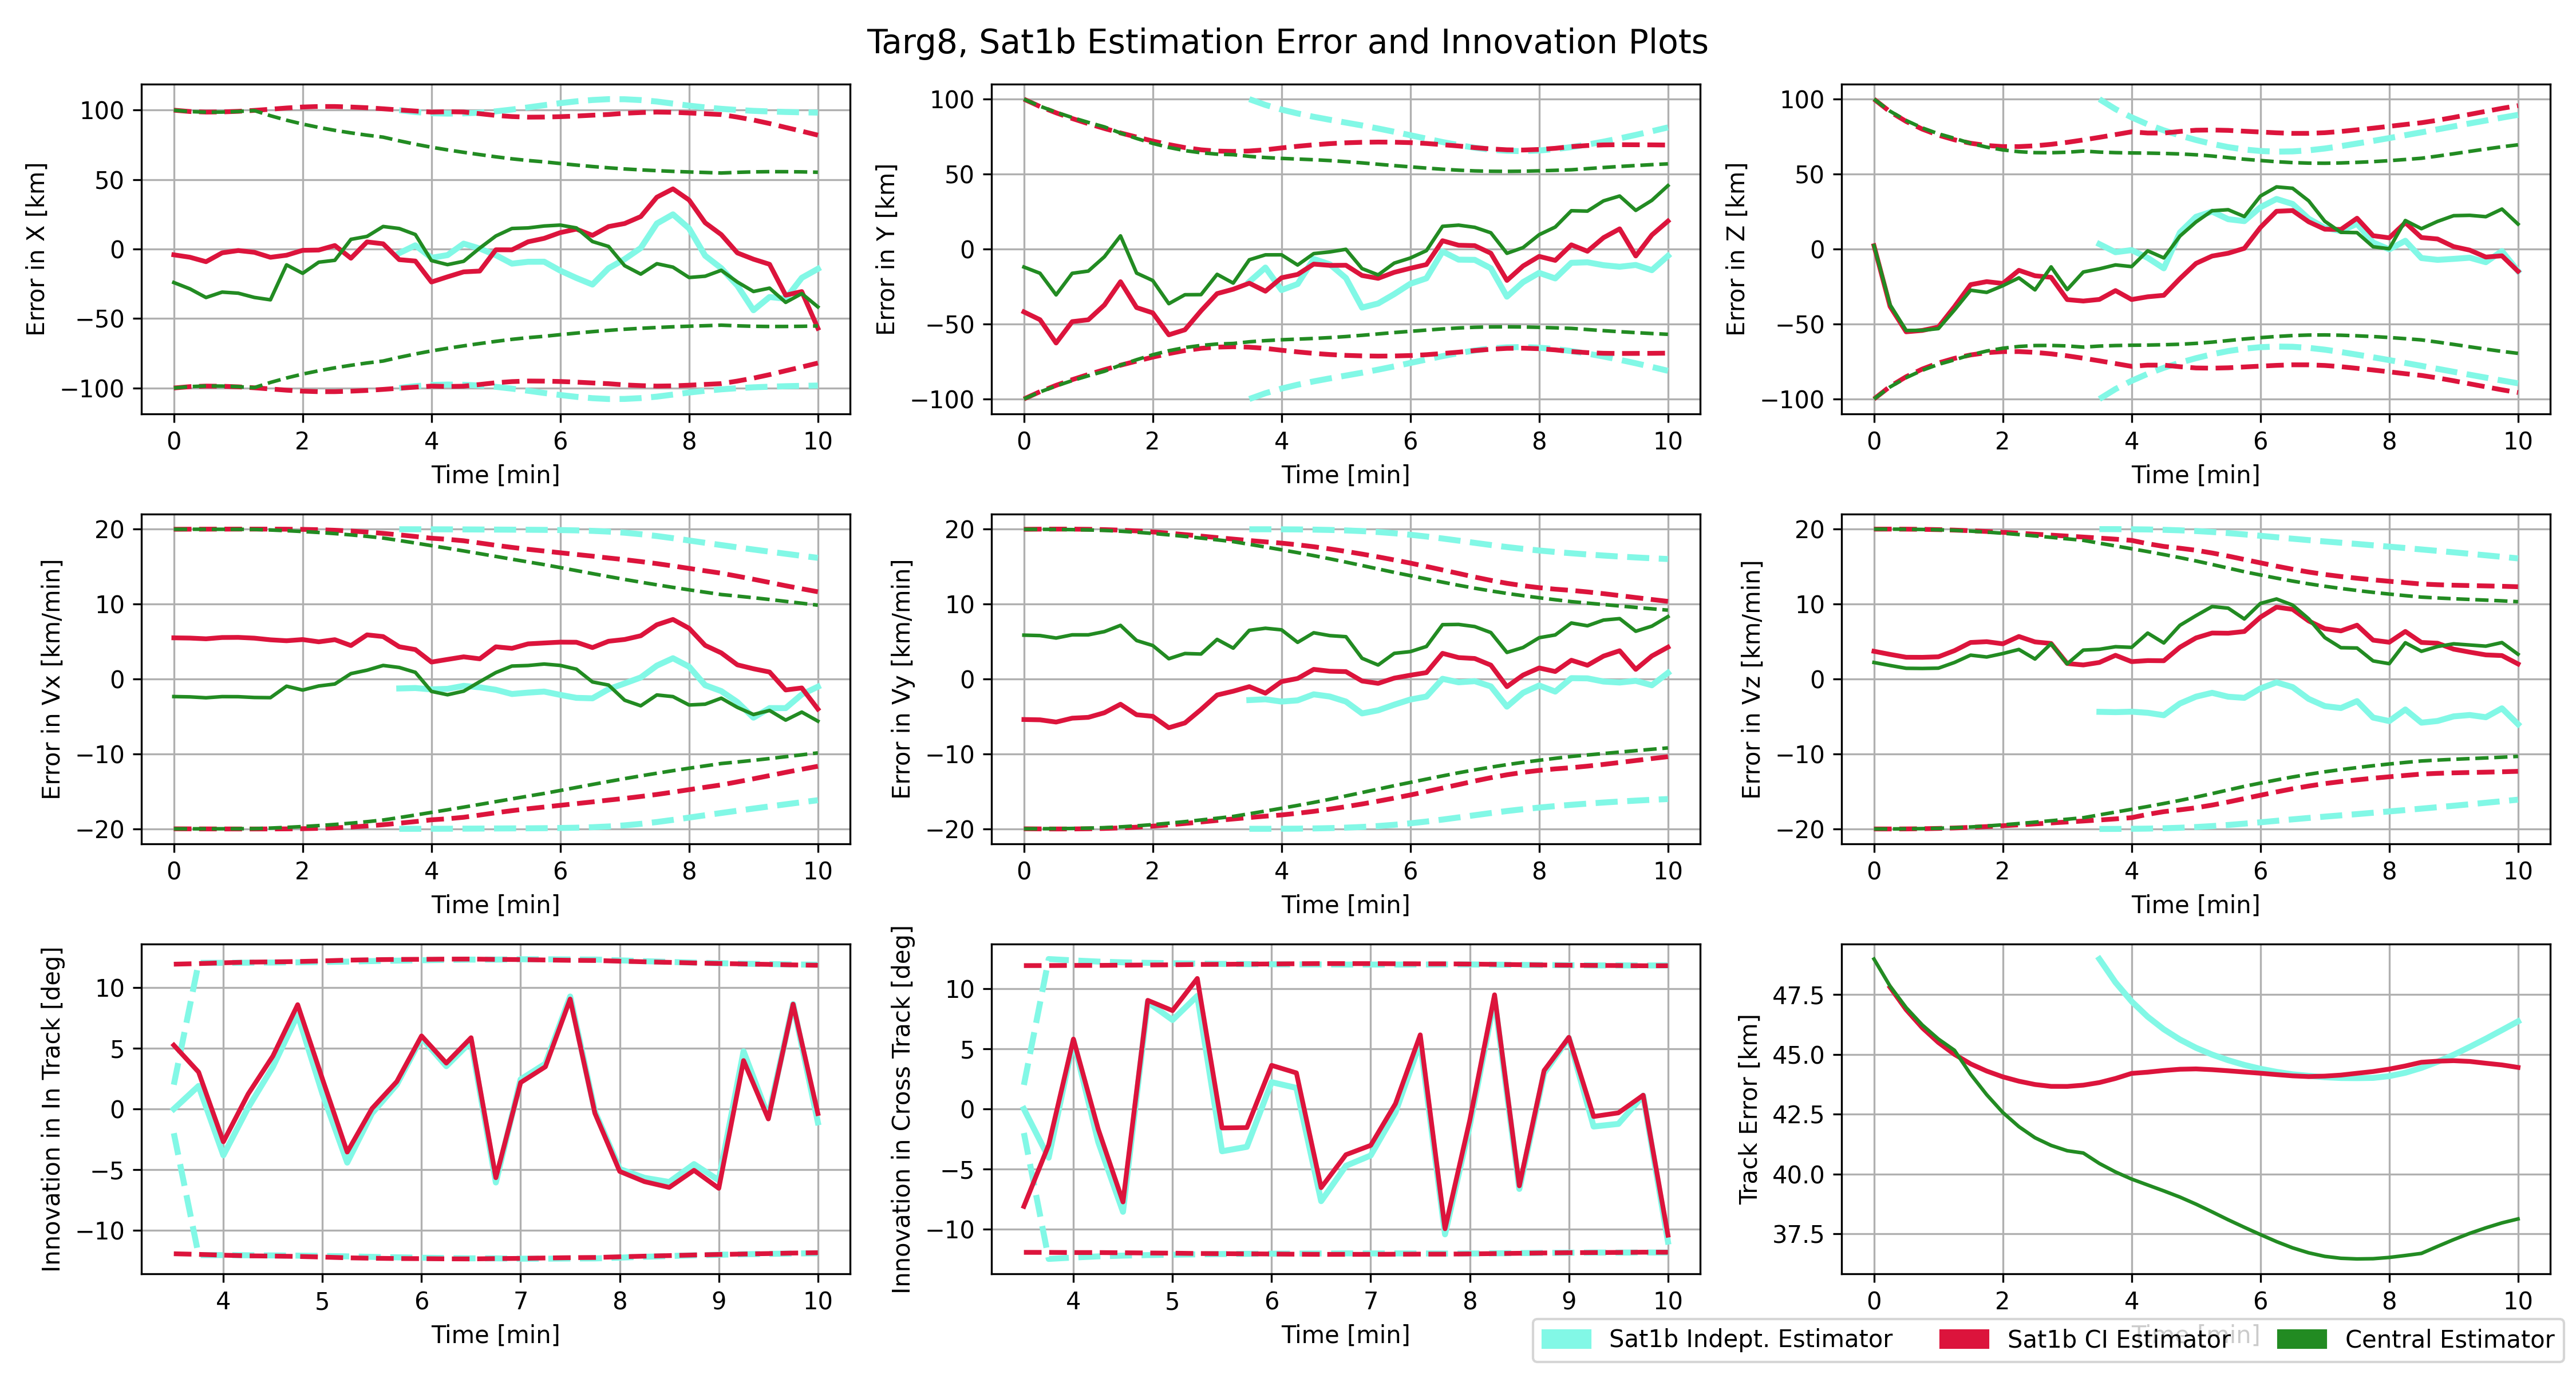 Targ8, Sat1b Estimation Error and Innovation Plots
Error in X [km]
100
50
0
−50
−100
0 2 4 6 8 10
Time [min]
Error in Y [km]
100
50
0
−50
−100
0 2 4 6 8 10
Time [min]
Error in Z [km]
100
50
0
−50
−100
0 2 4 6 8 10
Time [min]
Error in Vx [km/min]
20
10
0
−10
−20
0 2 4 6 8 10
Time [min]
Error in Vy [km/min]
20
10
0
−10
−20
0 2 4 6 8 10
Time [min]
Error in Vz [km/min]
20
10
0
−10
−20
0 2 4 6 8 10
Time [min]
Innovation in In Track [deg]
10
5
0
−5
−10
4 5 6 7 8 9 10
Time [min]
Innovation in Cross Track [deg]
10
5
0
−5
−10
4 5 6 7 8 9 10
Time [min]
Track Error [km]
47.5
45.0
42.5
40.0
37.5
0 2 4 6 8 10
Time [min]
Sat1b Indept. Estimator Sat1b CI Estimator Central Estimator